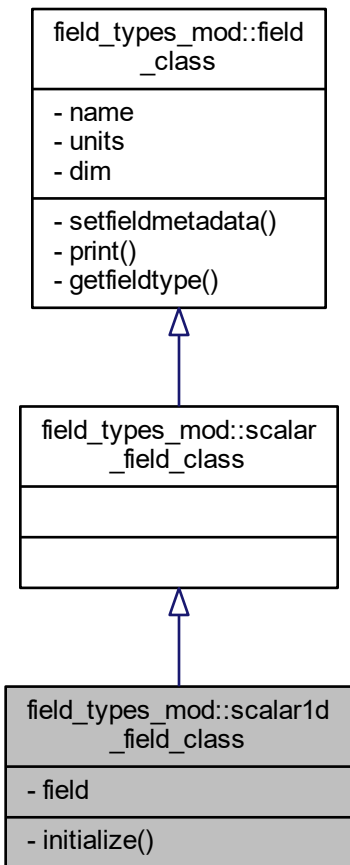 field_types_mod::field
_class
- name
- units
- dim
- setfieldmetadata()
- print()
- getfieldtype()
field_types_mod::scalar
_field_class
field_types_mod::scalar1d
_field_class
- field
- initialize()